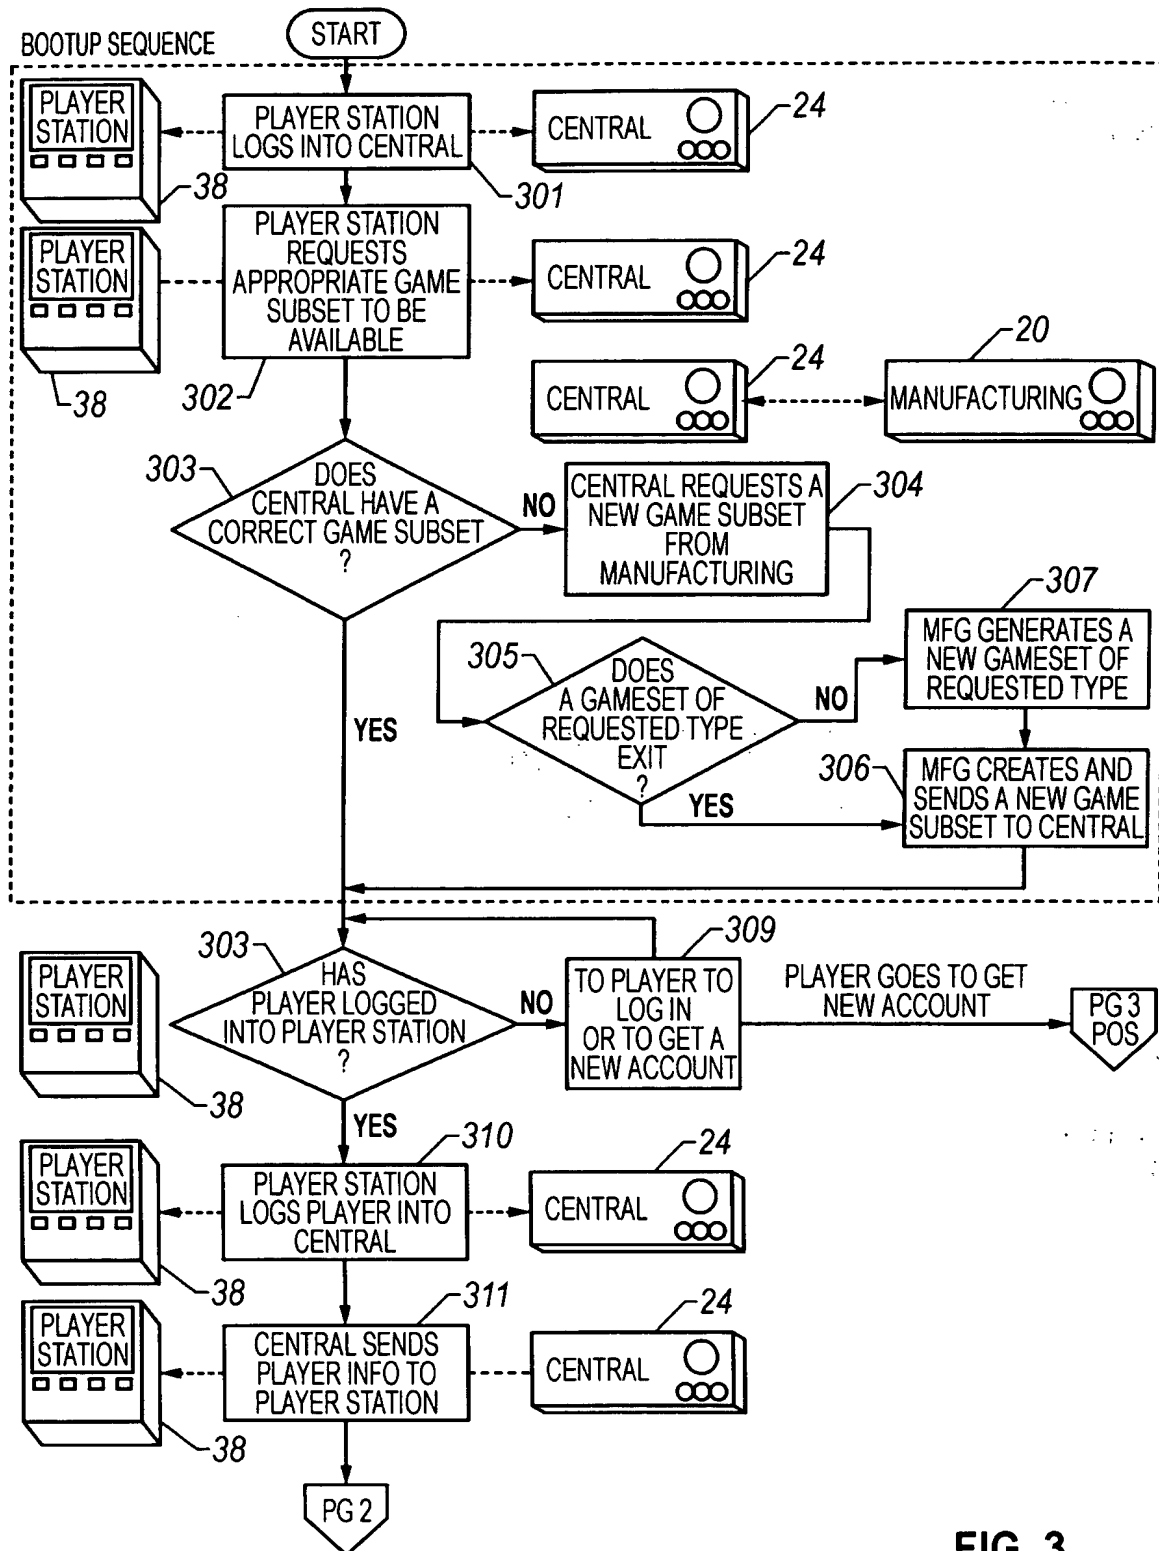 START
BOOTUP SEQUENCE
PLAYER
STATION
38
PLAYER STATION
LOGS INTO CENTRAL
301
CENTRAL
24
PLAYER
STATION
38
PLAYER STATION
REQUESTS
APPROPRIATE GAME
SUBSET TO BE
AVAILABLE
302
CENTRAL
24
CENTRAL
24
MANUFACTURING
20
303
DOES
CENTRAL HAVE A
CORRECT GAME SUBSET
?
NO
YES
CENTRAL REQUESTS A
NEW GAME SUBSET
FROM
MANUFACTURING
304
305
DOES
A GAMESET OF
REQUESTED TYPE
EXIT
?
NO
YES
307
MFG GENERATES A
NEW GAMESET OF
REQUESTED TYPE
306
MFG CREATES AND
SENDS A NEW GAME
SUBSET TO CENTRAL
PLAYER
STATION
38
303
HAS
PLAYER LOGGED
INTO PLAYER STATION
?
NO
YES
309
TO PLAYER TO
LOG IN
OR TO GET A
NEW ACCOUNT
PLAYER GOES TO GET
NEW ACCOUNT
PG 3
POS
PLAYER
STATION
38
310
PLAYER STATION
LOGS PLAYER INTO
CENTRAL
CENTRAL
24
PLAYER
STATION
38
311
CENTRAL SENDS
PLAYER INFO TO
PLAYER STATION
CENTRAL
24
PG 2
FIG. 3